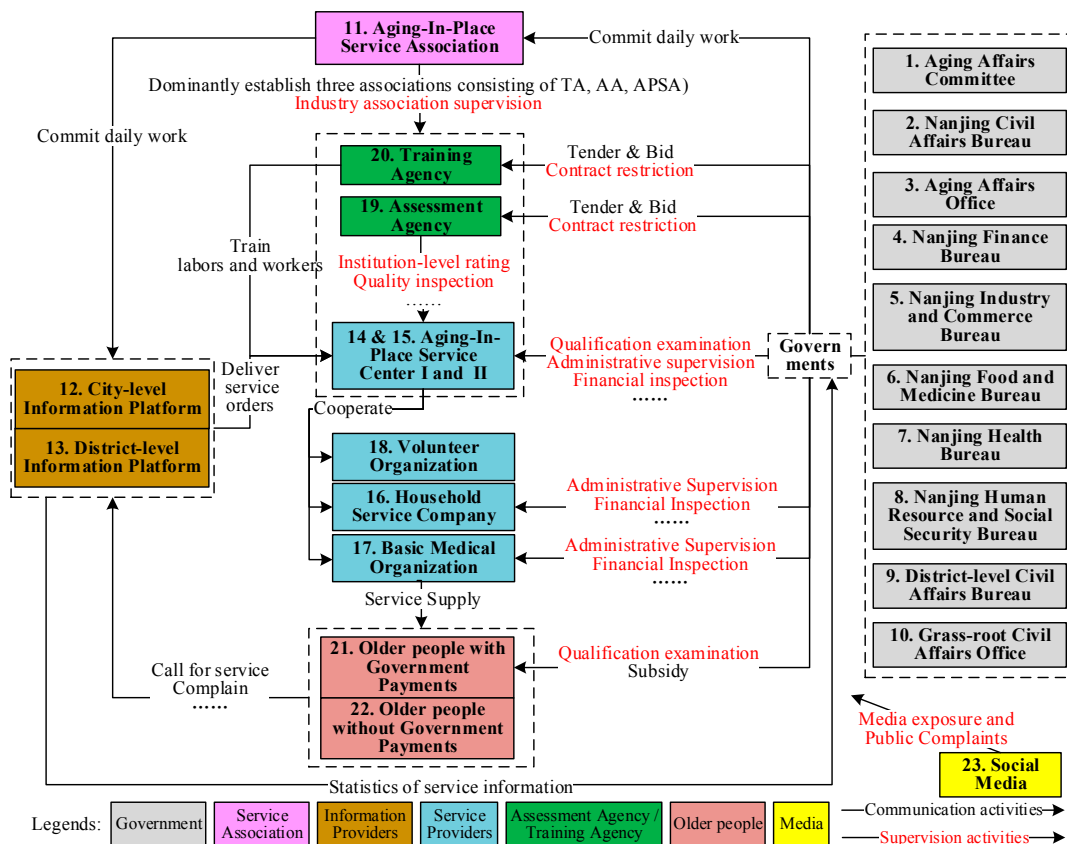 11. Aging-In-Place
Service Association
Commit daily work
Dominantly establish three associations consisting of TA, AA, APSA)
Industry association supervision
Commit daily work
20. Training
Agency
Tender & Bid
Contract restriction
19. Assessment
Agency
Tender & Bid
Contract restriction
Train
labors and workers
Institution-level rating
Quality inspection
......
14 & 15. Aging-In-
Place Service
Center I and II
Qualification examination
Administrative supervision
Financial inspection
......
Govern
ments
12. City-level
Information Platform
13. District-level
Information Platform
Deliver
service
orders
Cooperate
18. Volunteer
Organization
16. Household
Service Company
Administrative Supervision
Financial Inspection
......
17. Basic Medical
Organization
Administrative Supervision
Financial Inspection
......
Service Supply
21. Older people with
Government
Payments
22. Older people
without Government
Payments
Qualification examination
Subsidy
Call for service
Complain
......
Statistics of service information
1. Aging Affairs
Committee
2. Nanjing Civil
Affairs Bureau
3. Aging Affairs
Office
4. Nanjing Finance
Bureau
5. Nanjing Industry
and Commerce
Bureau
6. Nanjing Food and
Medicine Bureau
7. Nanjing Health
Bureau
8. Nanjing Human
Resource and Social
Security Bureau
9. District-level Civil
Affairs Bureau
10. Grass-root Civil
Affairs Office
Media exposure and
Public Complaints
23. Social
Media
Legends:
Government
Service
Association
Information
Providers
Service
Providers
Assessment Agency /
Training Agency
Older people
Media
Communication activities
Supervision activities